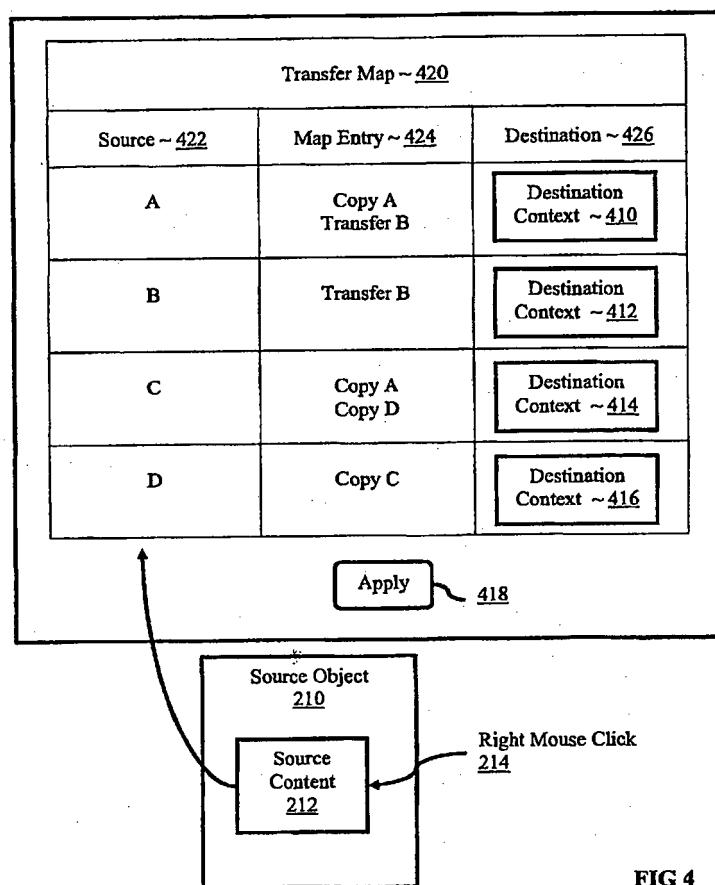 Transfer Map ~ 420
Source ~ 422 Map Entry ~ 424 Destination ~ 426
A
Copy A
Transfer B
Destination
Context ~ 410
B
Transfer B
Destination
Context ~ 412
C
Copy A
Copy D
Destination
Context ~ 414
D
Copy C
Destination
Context ~ 416
Apply
418
Source Object
210
Source
Content
212
Right Mouse Click
214
FIG 4